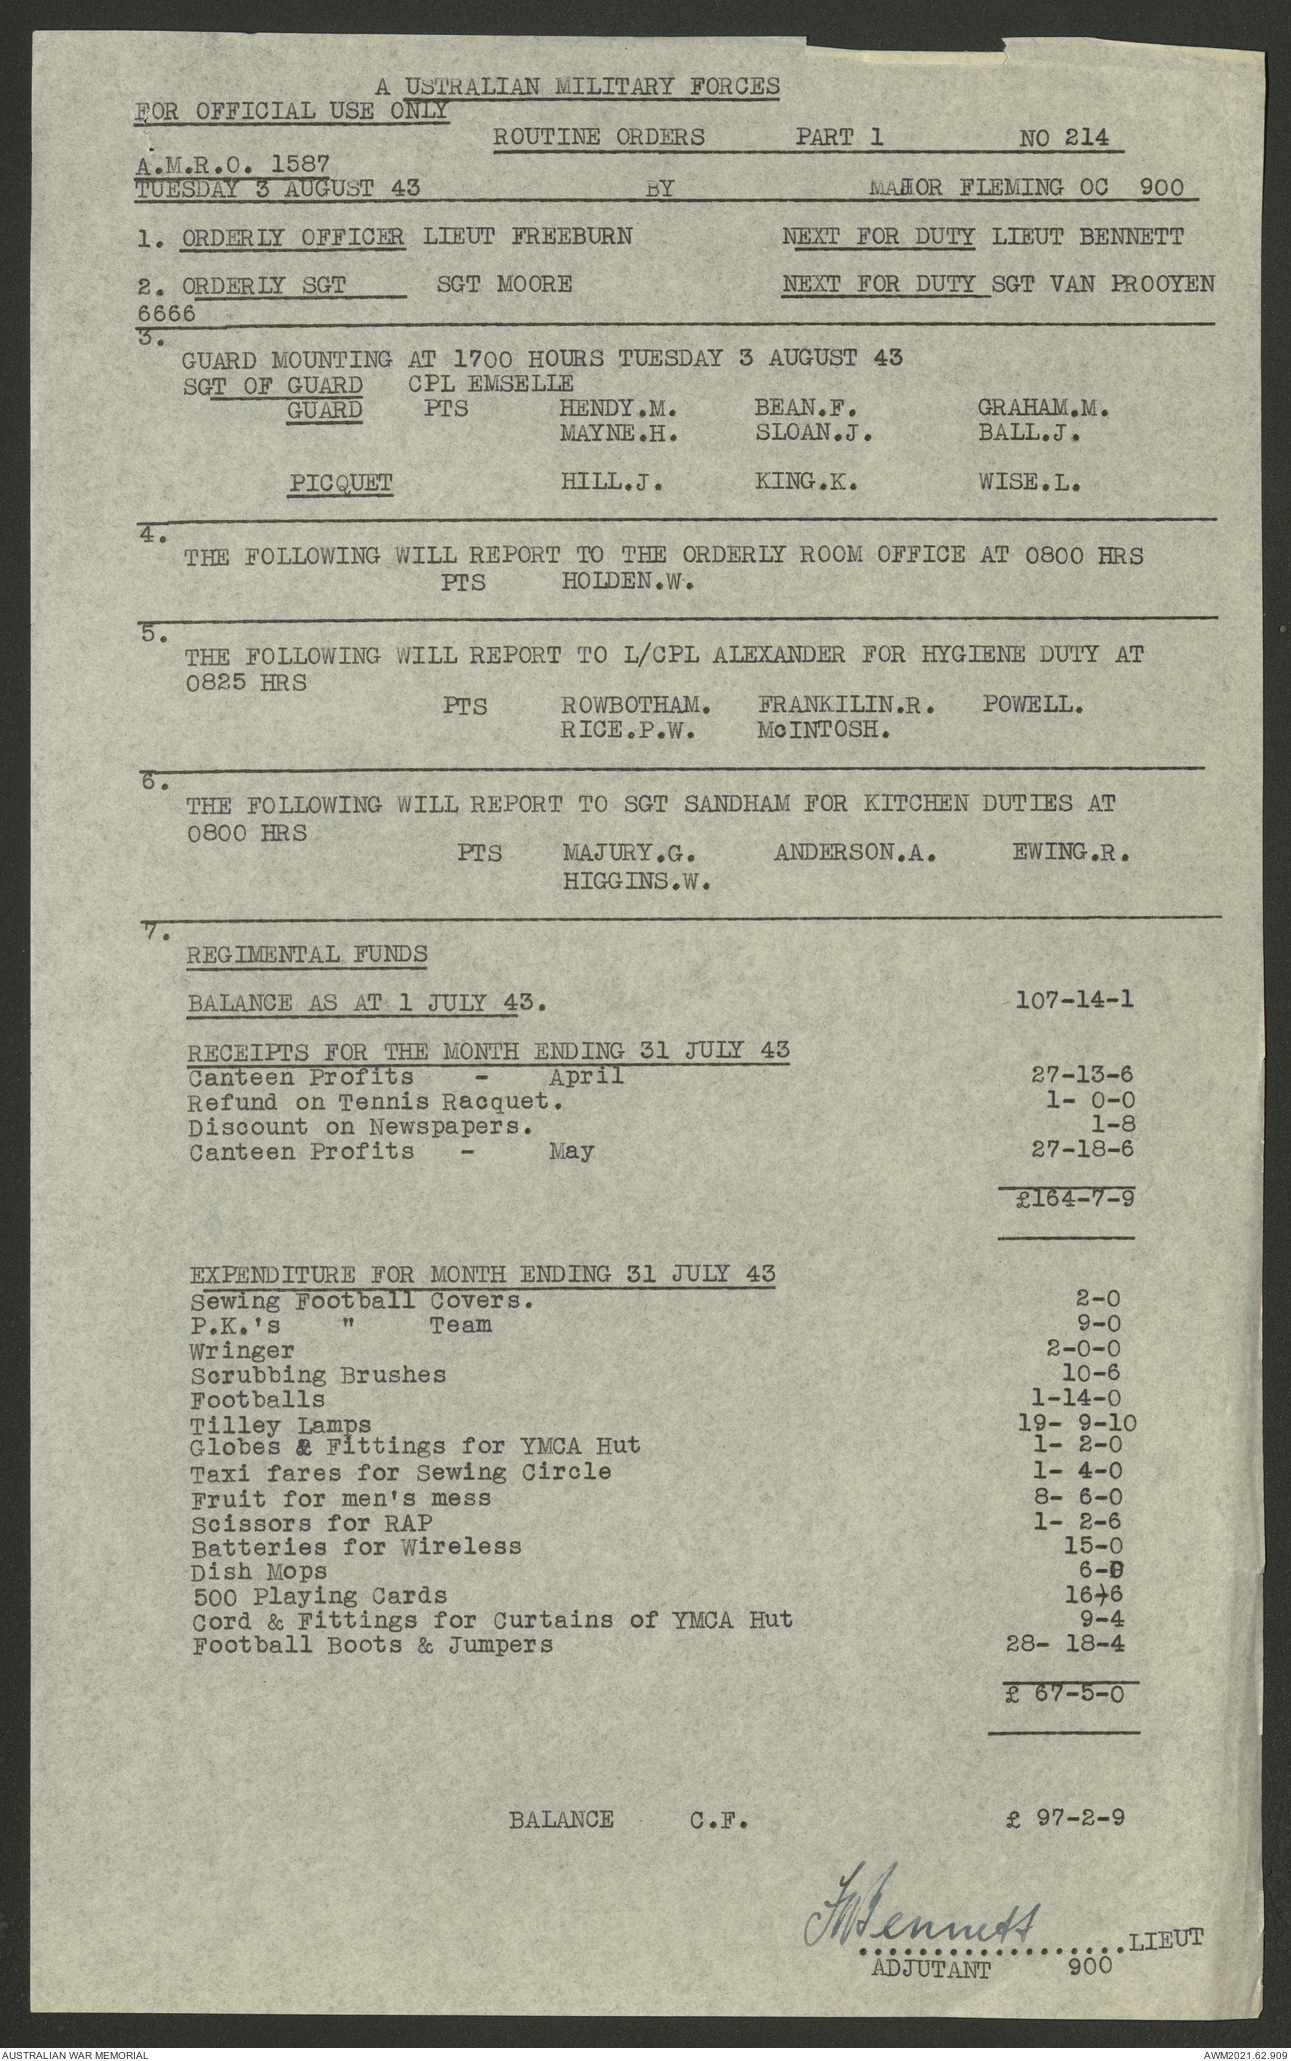 A USTRALIAN MILITARY FORCES
FOR OFFICIAL USE ONLY
ROUTINE ORDERS PART 1 NO 214
A.M.R.O. 1587
TUESDAY 3 AUGUST 43 BY MAJOR FLEMING OC 900
1. ORDERLY OFFICER LIEUT FREEBURN NEXT FOR DUTY LIEUT BENNETT
2. ORDERLY SGT SGT MOORE NEXT FOR DUTY SGT VAN PROOYEN
6666
3.
GUARD MOUNTING AT 1700 HOURS TUESDAY 3 AUGUST 43
SGT OF GUARD CPL EMSELLE
GUARD PTS HENDY.M. BEAN.F. GRAHAM.M.
MAYNE.H. SLOAN.J. BALL.J.
PICQUET HILL.J. KING.K. WISE.L.
4.
THE FOLLOWING WILL REPORT TO THE ORDERLY ROOM OFFICE AT 0800 HRS
PTS HOLDEN.W.
5.
THE FOLLOWING WILL REPORT TO L/CPL ALEXANDER FOR HYGIENE DUTY AT
0825 HRS
PTS ROWBOTHAM. FRANKILIN.R. POWELL.
RICE.P.W. McINTOSH.
6.
THE FOLLOWING WILL REPORT TO SGT SANDHAM FOR KITCHEN DUTIES AT
0800 HRS
PTS MAJURY.G. ANDERSON.A. EWING.R.
HIGGINS.W.
7.
REGIMENTAL FUNDS
BALANCE AS AT 1 JULY 43. 107-14-1
RECEIPTS FOR THE MONTH ENDING 31 JULY 43
Canteen Profits - April 27-13-6
Refund on Tennis Racquet. 1- 0-0
Discount on Newspapers. 1-8
Canteen Profits - May 27-18-6
£164-7-9
EXPENDITURE FOR MONTH ENDING 31 JULY 43
Sewing Football Covers. 2-0
P.K.'s " Team 9-0
Wringer 2-0-0
Scrubbing Brushes 10-6
Footballs 1-14-0
Tilley Lamps 19- 9-10
Globes & Fittings for YMCA Hut 1- 2-0
Taxi fares for Sewing Circle 1- 4-0
Fruit for men's mess 8- 6-0
Scissors for RAP 1- 2-6
Batteries for Wireless 15-0
Dish Mops 6-0
500 Playing Cards 16-6
Cord & Fittings for Curtains of YMCA Hut 9-4
Football Boots & Jumpers 28- 18-4
£ 67-5-0
BALANCE C.F. £ 97-2-9
Bennett
..................LIEUT
ADJUTANT 900
AUSTRALIAN WAR MEMORIAL AWM2021.62.909